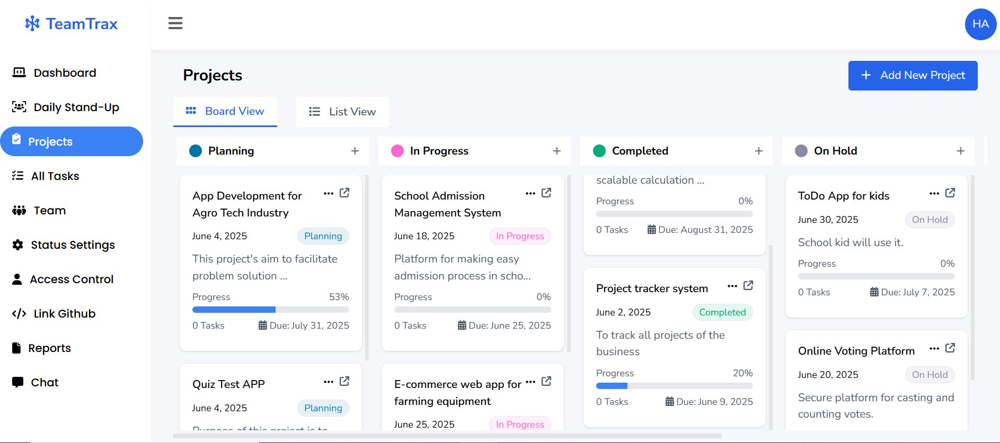 TeamTrax
HA
Dashboard
Daily Stand-Up
Projects
All Tasks
Team
Status Settings
Access Control
Link Github
Reports
Chat
Projects
+ Add New Project
Board View
List View
Planning +
App Development for
Agro Tech Industry
June 4, 2025 Planning
This project's aim to facilitate
problem solution ...
Progress 53%
0 Tasks Due: July 31, 2025
Quiz Test APP
June 4, 2025 Planning
Purpose of this project is to
In Progress +
School Admission
Management System
June 18, 2025 In Progress
Platform for making easy
admission process in scho...
Progress 0%
0 Tasks Due: June 25, 2025
E-commerce web app for
farming equipment
June 25, 2025 In Progress
Completed +
scalable calculation ...
Progress 0%
0 Tasks Due: August 31, 2025
Project tracker system
June 2, 2025 Completed
To track all projects of the
business
Progress 20%
0 Tasks Due: June 9, 2025
On Hold +
ToDo App for kids
June 30, 2025 On Hold
School kid will use it.
Progress 0%
0 Tasks Due: July 7, 2025
Online Voting Platform
June 20, 2025 On Hold
Secure platform for casting and
counting votes.